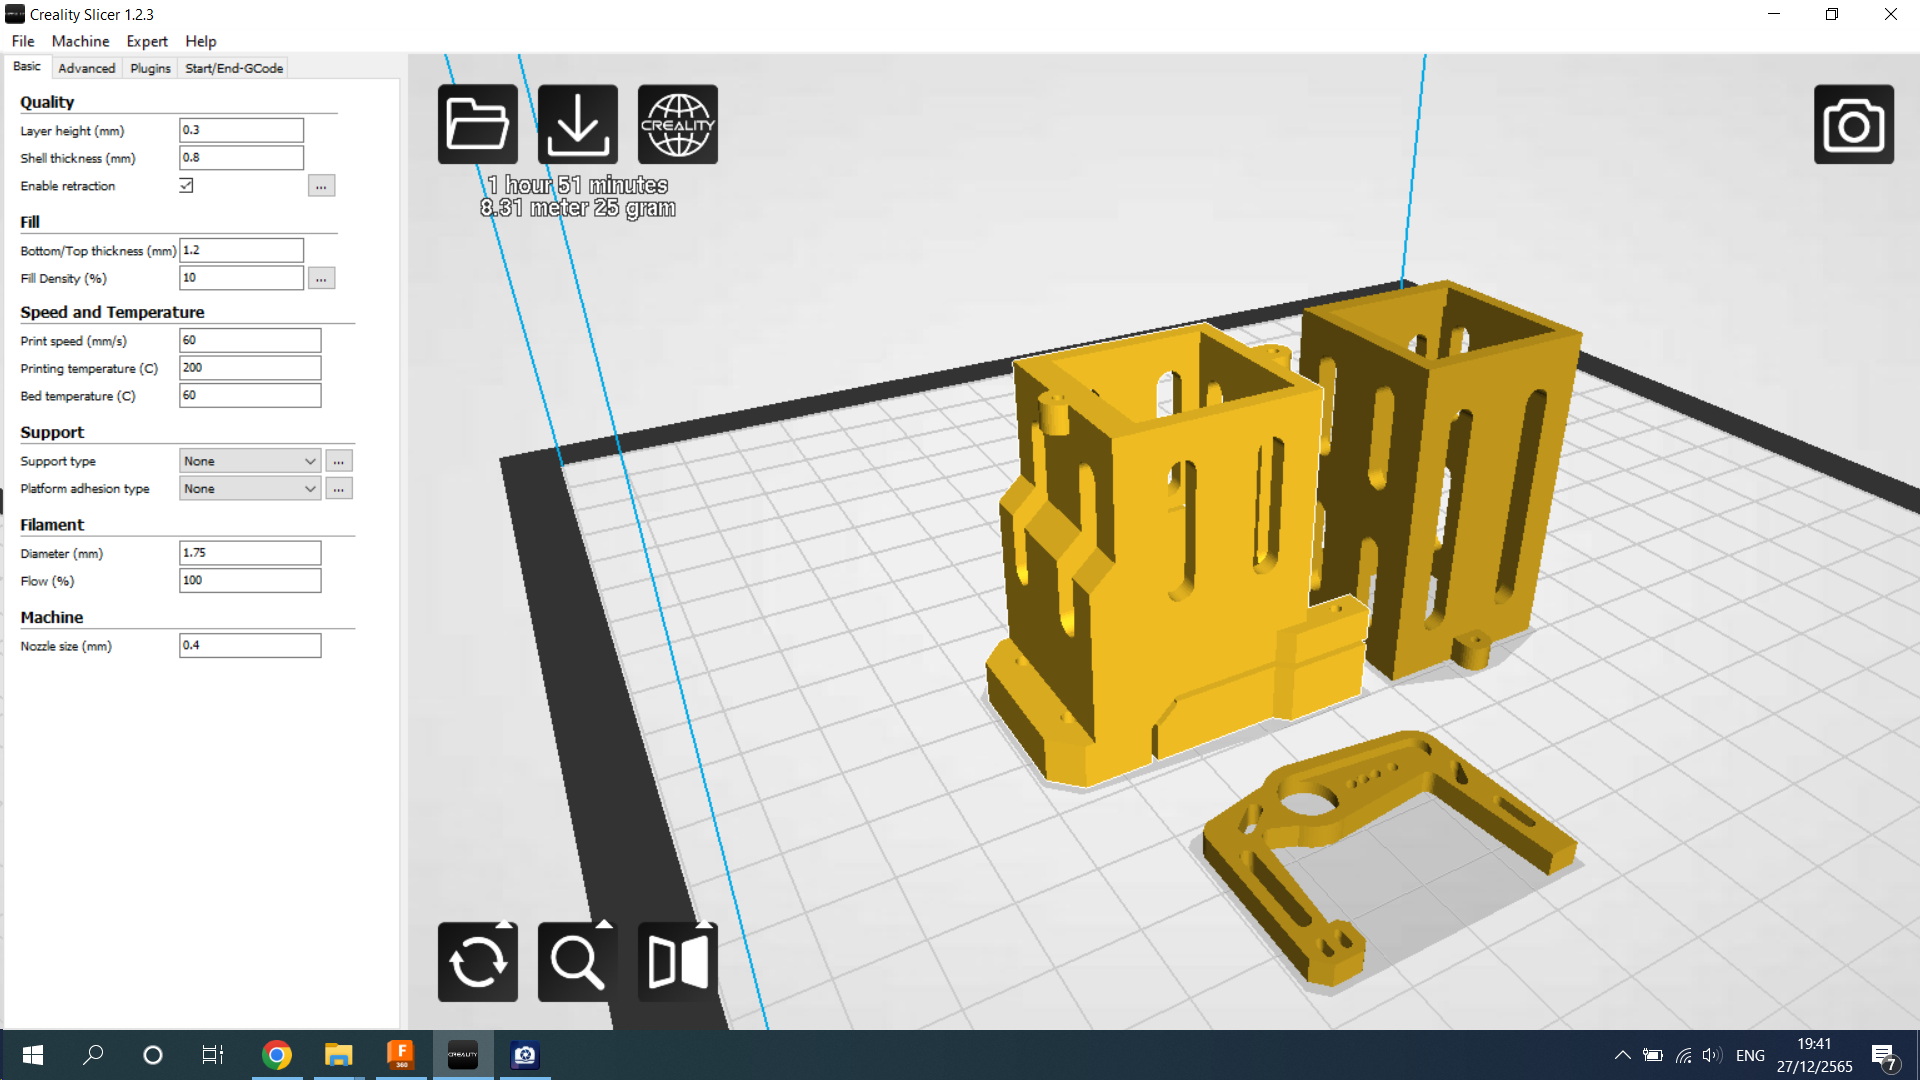 Creality Slicer 1.2.3
File Machine Expert Help
Basic Advanced Plugins Start/End-GCode
Quality
Layer height (mm) 0.3
Shell thickness (mm) 0.8
Enable retraction ...
Fill
Bottom/Top thickness (mm) 1.2
Fill Density (%) 10 ...
Speed and Temperature
Print speed (mm/s) 60
Printing temperature (C) 200
Bed temperature (C) 60
Support
Support type None ...
Platform adhesion type None ...
Filament
Diameter (mm) 1.75
Flow (%) 100
Machine
Nozzle size (mm) 0.4
CREALITY
1 hour 51 minutes
8.31 meter 25 gram
F
360
CREALITY
ENG
19:41
27/12/2565
7